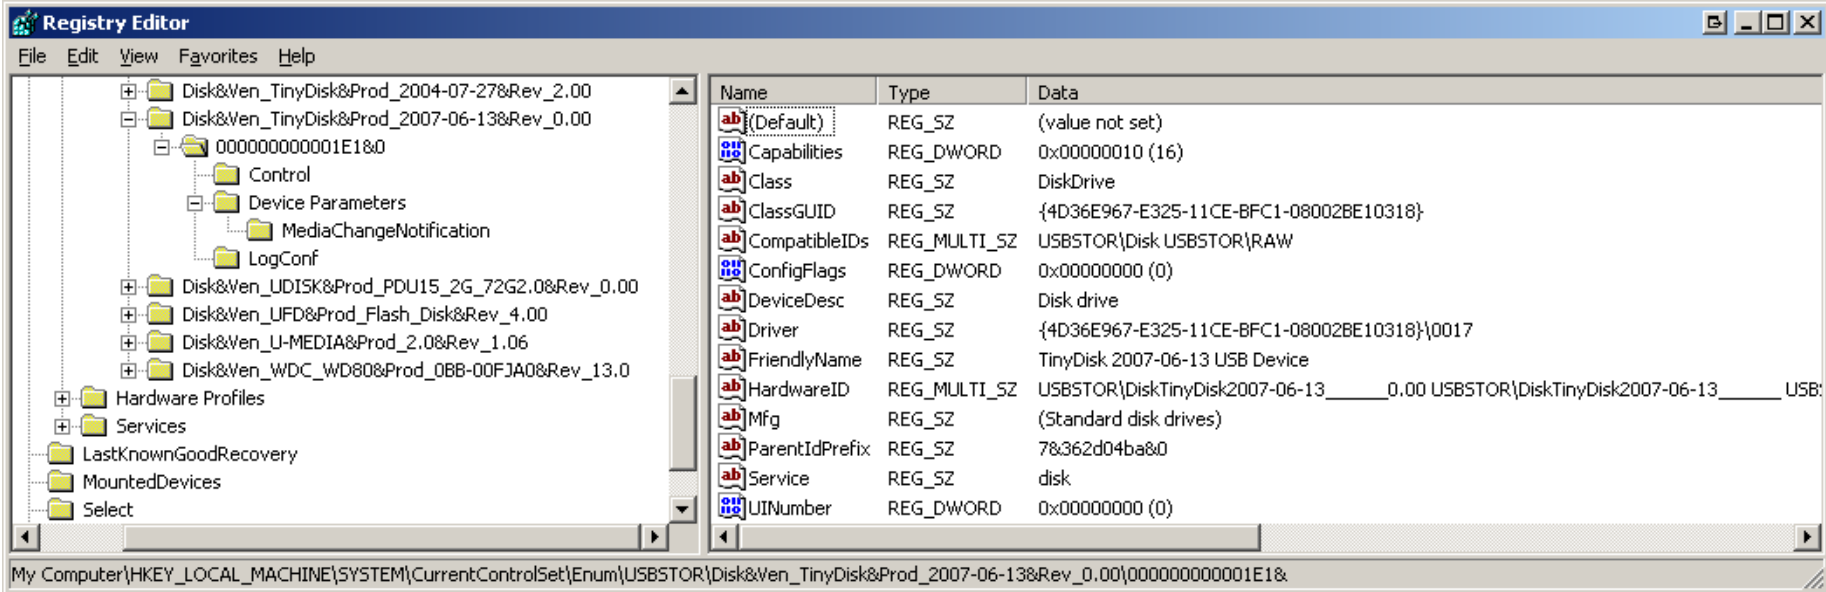 Registry Editor
File Edit View Favorites Help
Disk&Ven_TinyDisk&Prod_2004-07-27&Rev_2.00
Disk&Ven_TinyDisk&Prod_2007-06-13&Rev_0.00
000000000001E1&0
Control
Device Parameters
MediaChangeNotification
LogConf
Disk&Ven_UDISK&Prod_PDU15_2G_72G2.0&Rev_0.00
Disk&Ven_UFD&Prod_Flash_Disk&Rev_4.00
Disk&Ven_U-MEDIA&Prod_2.0&Rev_1.06
Disk&Ven_WDC_WD80&Prod_0BB-00FJA0&Rev_13.0
Hardware Profiles
Services
LastKnownGoodRecovery
MountedDevices
Select
Name Type Data
(Default) REG_SZ (value not set)
Capabilities REG_DWORD 0x00000010 (16)
Class REG_SZ DiskDrive
ClassGUID REG_SZ {4D36E967-E325-11CE-BFC1-08002BE10318}
CompatibleIDs REG_MULTI_SZ USBSTOR\Disk USBSTOR\RAW
ConfigFlags REG_DWORD 0x00000000 (0)
DeviceDesc REG_SZ Disk drive
Driver REG_SZ {4D36E967-E325-11CE-BFC1-08002BE10318}\0017
FriendlyName REG_SZ TinyDisk 2007-06-13 USB Device
HardwareID REG_MULTI_SZ USBSTOR\DiskTinyDisk2007-06-13______0.00 USBSTOR\DiskTinyDisk2007-06-13______ USB
Mfg REG_SZ (Standard disk drives)
ParentIdPrefix REG_SZ 7&362d04ba&0
Service REG_SZ disk
UINumber REG_DWORD 0x00000000 (0)
My Computer\HKEY_LOCAL_MACHINE\SYSTEM\CurrentControlSet\Enum\USBSTOR\Disk&Ven_TinyDisk&Prod_2007-06-13&Rev_0.00\000000000001E1&